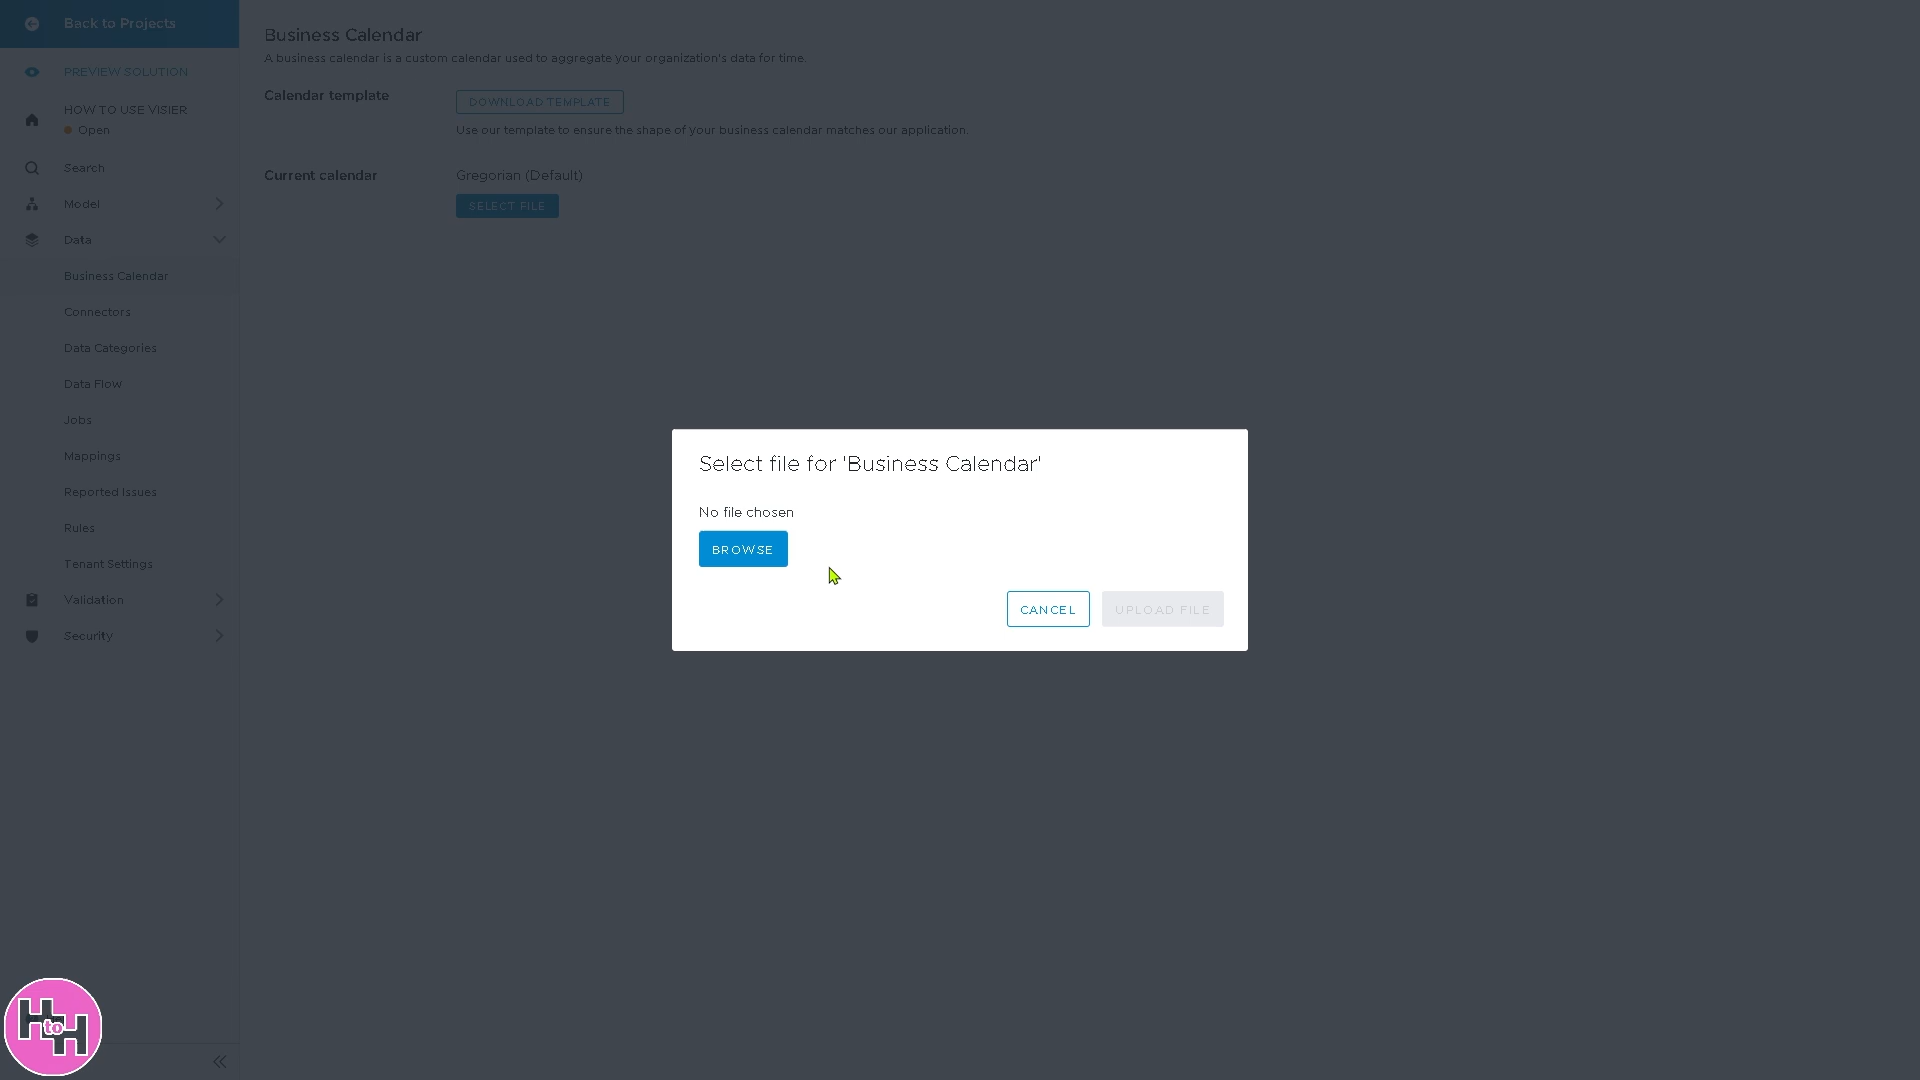 Back to Projects
PREVIEW SOLUTION
HOW TO USE VISIER
Open
Search
Model
Data
Business Calendar
Connectors
Data Categories
Data Flow
Jobs
Mappings
Reported Issues
Rules
Tenant Settings
Validation
Security
Business Calendar
A business calendar is a custom calendar used to aggregate your organization's data for time.
Calendar template
DOWNLOAD TEMPLATE
Use our template to ensure the shape of your business calendar matches our application.
Current calendar
Gregorian (Default)
SELECT FILE
Select file for 'Business Calendar'
No file chosen
BROWSE
CANCEL
UPLOAD FILE
H to H